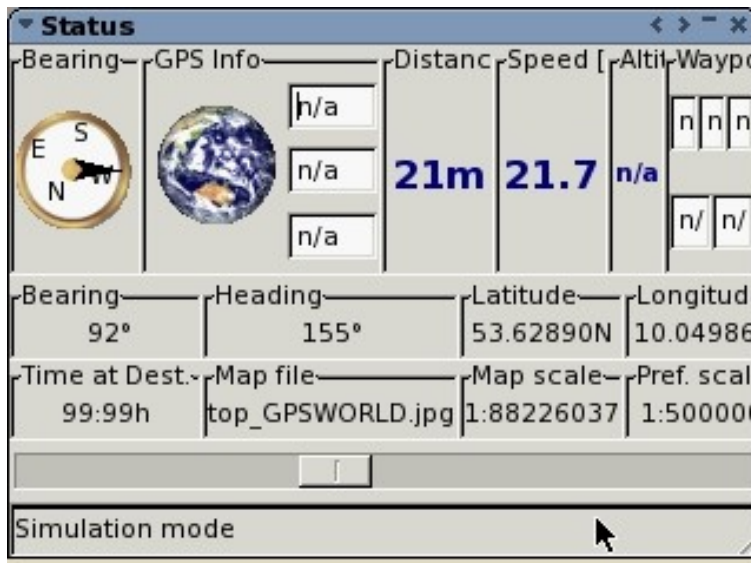 Status
Bearing GPS Info Distanc Speed [ Altit Waypo
n/a
S
E
W
N
n/a
n/a
21m 21.7 n/a
n n n
n/ n/
Bearing Heading Latitude Longitud
92° 155° 53.62890N 10.04986
Time at Dest. Map file Map scale Pref. scal
99:99h top_GPSWORLD.jpg 1:88226037 1:500000
Simulation mode